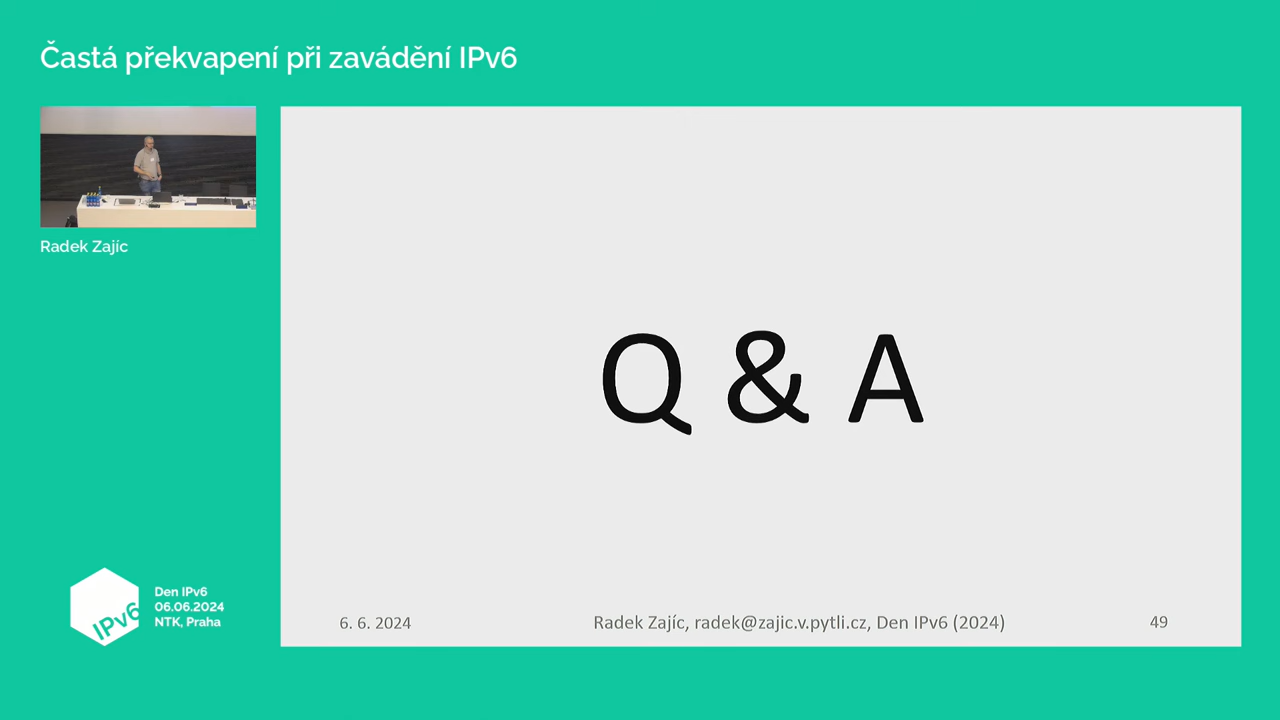 Častá překvapení při zavádění IPv6
Radek Zajíc
Q & A
6. 6. 2024
Radek Zajíc, radek@zajic.v.pytli.cz, Den IPv6 (2024)
49
IPv6
Den IPv6
06.06.2024
NTK, Praha